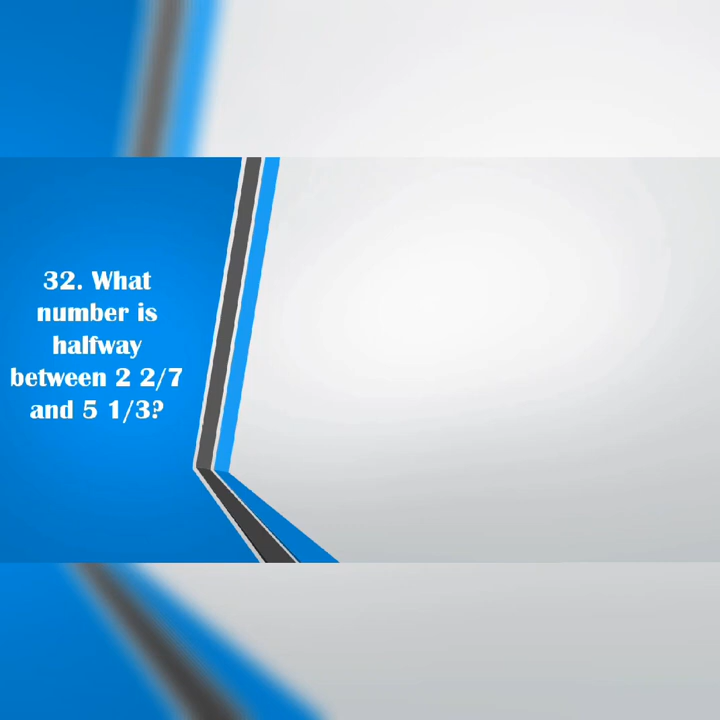 32. What
number is
halfway
between 2 2/7
and 5 1/3?